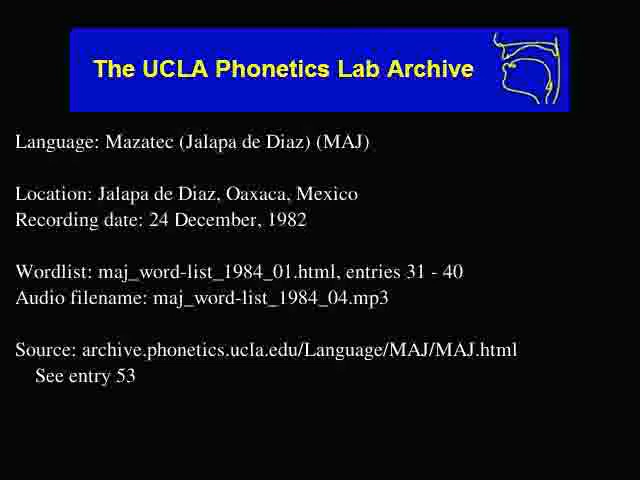 The UCLA Phonetics Lab Archive
Language: Mazatec (Jalapa de Diaz) (MAJ)
Location: Jalapa de Diaz, Oaxaca, Mexico
Recording date: 24 December, 1982
Wordlist: maj_word-list_1984_01.html, entries 31 - 40
Audio filename: maj_word-list_1984_04.mp3
Source: archive.phonetics.ucla.edu/Language/MAJ/MAJ.html
See entry 53